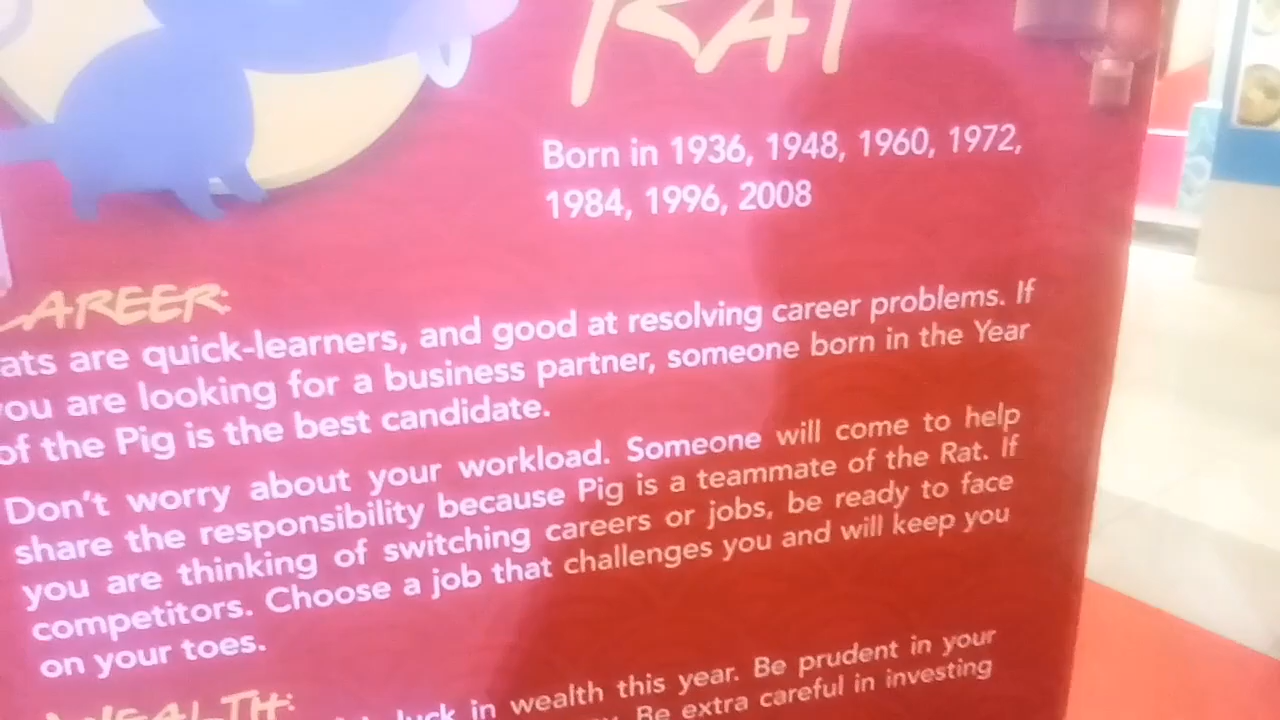 RAT
Born in 1936, 1948, 1960, 1972,
1984, 1996, 2008
AREER:
ats are quick-learners, and good at resolving career problems. If
you are looking for a business partner, someone born in the Year
of the Pig is the best candidate.
Don't worry about your workload. Someone will come to help
share the responsibility because Pig is a teammate of the Rat. If
you are thinking of switching careers or jobs, be ready to face
competitors. Choose a job that challenges you and will keep you
on your toes.
WEALTH:
luck in wealth this year. Be prudent in your
Be extra careful in investing